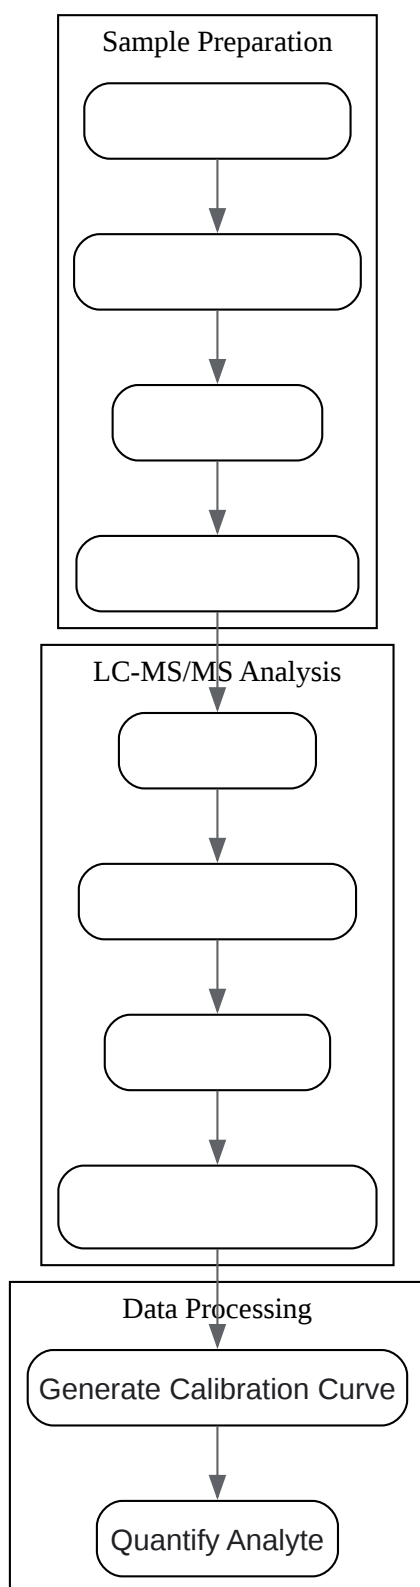 Sample Preparation
LC-MS/MS Analysis
Data Processing
Generate Calibration Curve
Quantify Analyte